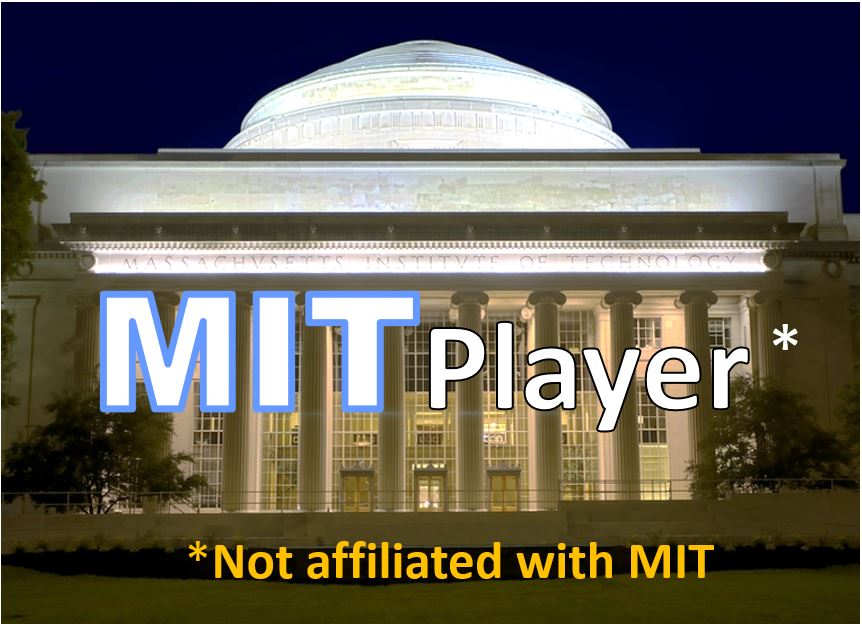 MASSACHVSETTS INSTITVTE OF TECHNOLOGY
MIT Player *
*Not affiliated with MIT